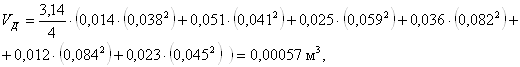 V_Д = 3,14/4 · (0,014 · (0,038²) + 0,051 · (0,041²) + 0,025 · (0,059²) + 0,036 · (0,082²) +
+ 0,012 · (0,084²) + 0,023 · (0,045²) ) = 0,00057 м³,